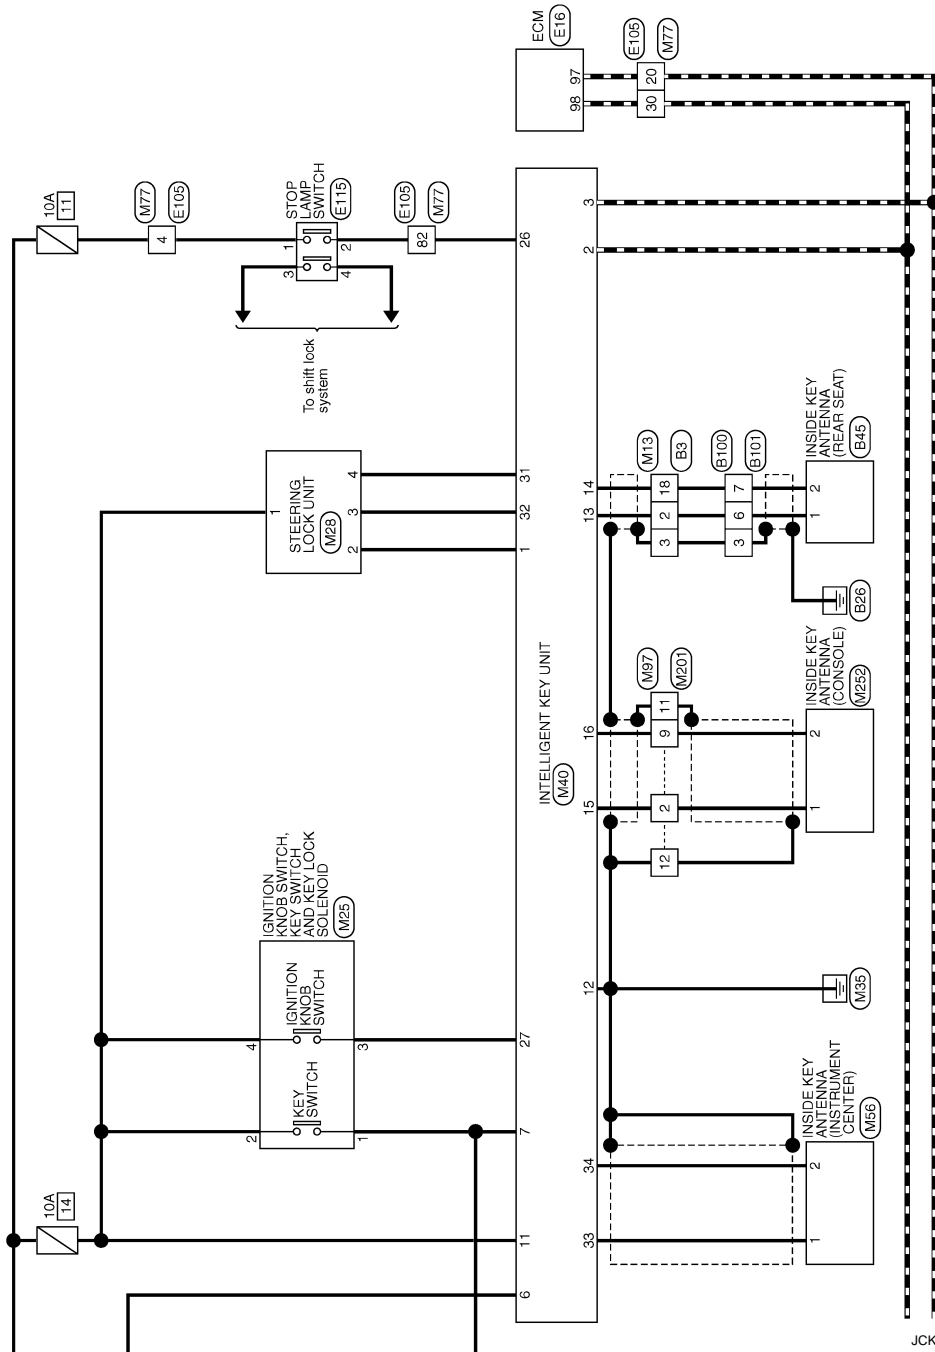 ECM
E16
97
98
E105
M77
20
30
10A
11
M77
E105
4
STOP
LAMP
SWITCH
E115
1
2
3
4
E105
M77
82
26
3
2
To shift lock
system
STEERING
LOCK UNIT
M28
1
4
3
2
31
32
1
14
13
M13
B3
B100
B101
18
2
3
7
6
3
INSIDE KEY
ANTENNA
(REAR SEAT)
B45
2
1
B26
INTELLIGENT KEY UNIT
M40
16
15
M97
M201
11
9
2
12
INSIDE KEY
ANTENNA
(CONSOLE)
M252
2
1
IGNITION
KNOB SWITCH,
KEY SWITCH
AND KEY LOCK
SOLENOID
M25
IGNITION
KNOB
SWITCH
KEY
SWITCH
4
3
2
1
27
7
12
M35
INSIDE KEY
ANTENNA
(INSTRUMENT
CENTER)
M56
2
1
34
33
10A
14
11
6
JCK